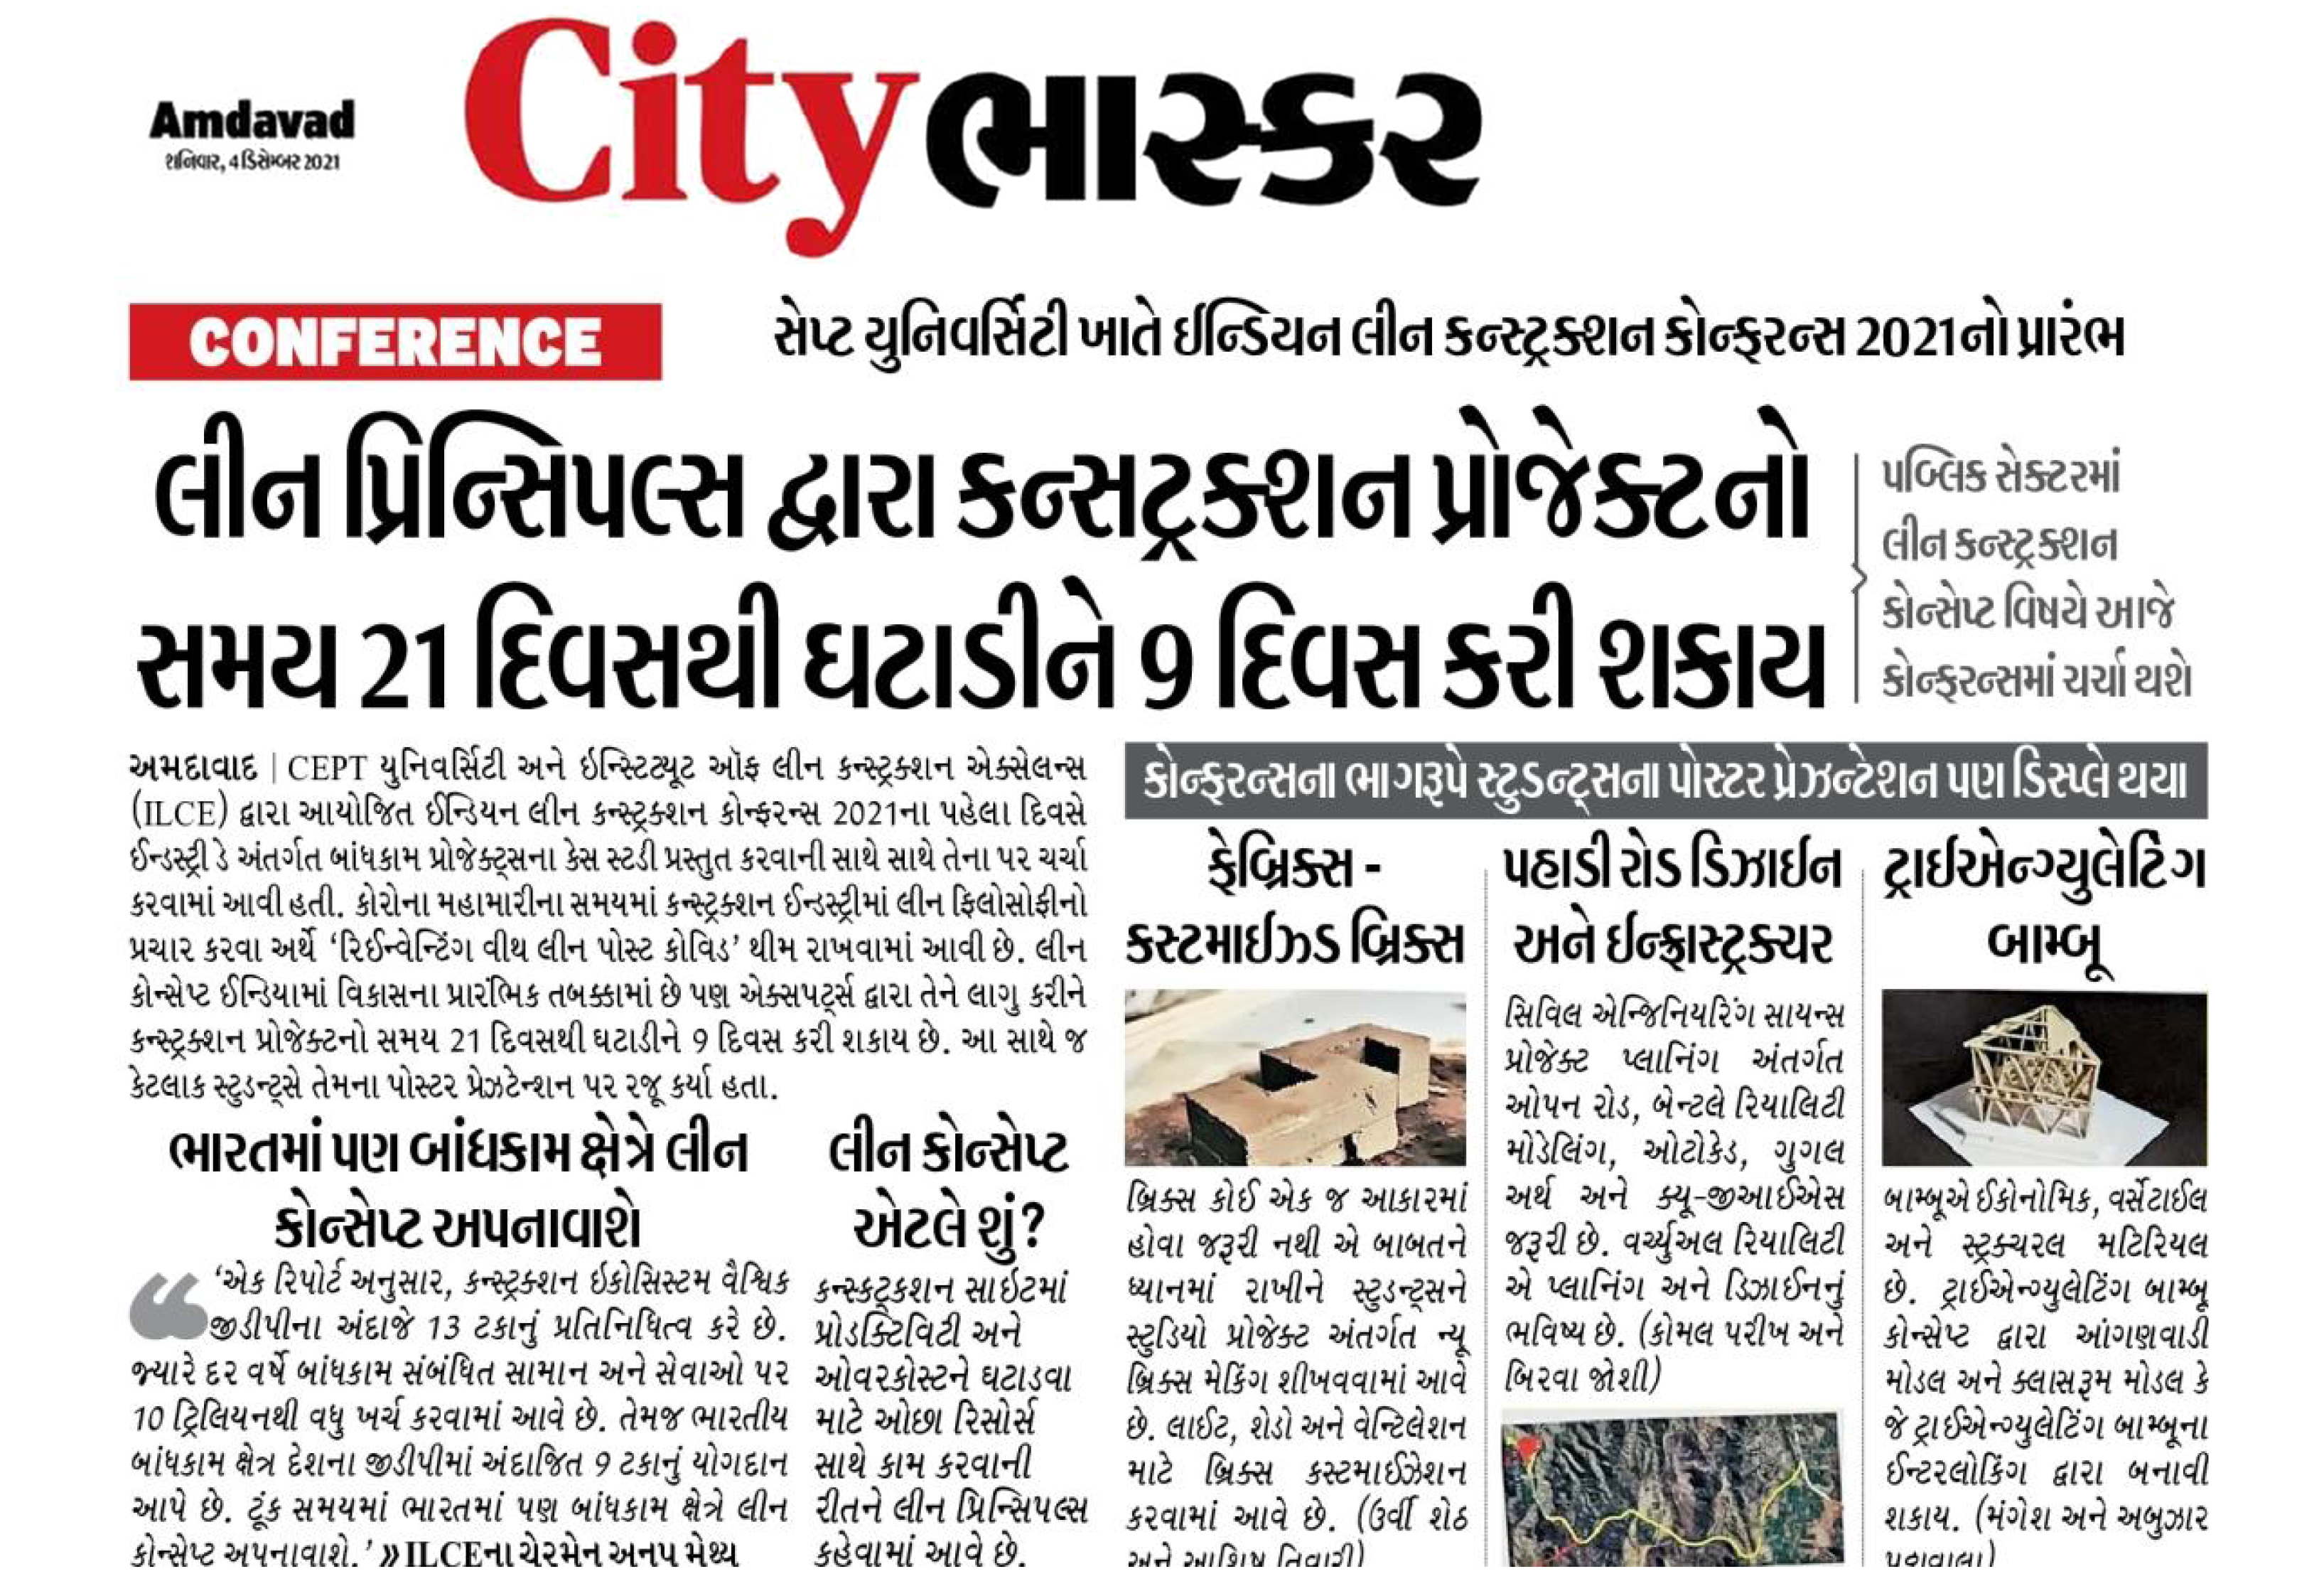 Amdavad
શનિવાર, 4 ડિસેમ્બર 2021
City ભાસ્કર
CONFERENCE
સેપ્ટ યુનિવર્સિટી ખાતે ઈન્ડિયન લીન કન્સ્ટ્રક્શન કોન્ફરન્સ 2021નો પ્રારંભ
લીન પ્રિન્સિપલ્સ દ્વારા કન્સટ્રક્શન પ્રોજેક્ટનો
સમય 21 દિવસથી ઘટાડીને 9 દિવસ કરી શકાય
પબ્લિક સેક્ટરમાં
લીન કન્સ્ટ્રક્શન
કોન્સેપ્ટ વિષયે આજે
કોન્ફરન્સમાં ચર્ચા થશે
અમદાવાદ | CEPT યુનિવર્સિટી અને ઇન્સ્ટિટ્યૂટ ઑફ લીન કન્સ્ટ્રક્શન એક્સેલન્સ
(ILCE) દ્વારા આયોજિત ઈન્ડિયન લીન કન્સ્ટ્રક્શન કોન્ફરન્સ 2021ના પહેલા દિવસે
ઈન્ડસ્ટ્રી ડે અંતર્ગત બાંધકામ પ્રોજેક્ટ્સના કેસ સ્ટડી પ્રસ્તુત કરવાની સાથે સાથે તેના પર ચર્ચા
કરવામાં આવી હતી. કોરોના મહામારીના સમયમાં કન્સ્ટ્રક્શન ઈન્ડસ્ટ્રીમાં લીન ફિલોસોફીનો
પ્રચાર કરવા અર્થે ‘રિઈન્વેન્ટિંગ વીથ લીન પોસ્ટ કોવિડ’ થીમ રાખવામાં આવી છે. લીન
કોન્સેપ્ટ ઈન્ડિયામાં વિકાસના પ્રારંભિક તબક્કામાં છે પણ એક્સપર્ટ્સ દ્વારા તેને લાગુ કરીને
કન્સ્ટ્રક્શન પ્રોજેક્ટનો સમય 21 દિવસથી ઘટાડીને 9 દિવસ કરી શકાય છે. આ સાથે જ
કેટલાક સ્ટુડન્ટ્સે તેમના પોસ્ટર પ્રેઝટેન્શન પર રજૂ કર્યા હતા.
ભારતમાં પણ બાંધકામ ક્ષેત્રે લીન
કોન્સેપ્ટ અપનાવાશે
‘એક રિપોર્ટ અનુસાર, કન્સ્ટ્રક્શન ઇકોસિસ્ટમ વૈશ્વિક
જીડીપીના અંદાજે 13 ટકાનું પ્રતિનિધિત્વ કરે છે.
જ્યારે દર વર્ષે બાંધકામ સંબંધિત સામાન અને સેવાઓ પર
10 ટ્રિલિયનથી વધુ ખર્ચ કરવામાં આવે છે. તેમજ ભારતીય
બાંધકામ ક્ષેત્ર દેશના જીડીપીમાં અંદાજિત 9 ટકાનું યોગદાન
આપે છે. ટૂંક સમયમાં ભારતમાં પણ બાંધકામ ક્ષેત્રે લીન
કોન્સેપ્ટ અપનાવાશે.’ » ILCEના ચેરમેન અનપ મેથ્ય
લીન કોન્સેપ્ટ
એટલે શું?
કન્સ્કટ્રકશન સાઇટમાં
પ્રોડક્ટિવિટી અને
ઓવરકોસ્ટને ઘટાડવા
માટે ઓછા રિસોર્સ
સાથે કામ કરવાની
રીતને લીન પ્રિન્સિપલ્સ
કહેવામાં આવે છે.
કોન્ફરન્સના ભાગરૂપે સ્ટુડન્ટ્સના પોસ્ટર પ્રેઝન્ટેશન પણ ડિસ્પ્લે થયા
ફેબ્રિક્સ -
કસ્ટમાઈઝ્ડ બ્રિક્સ
બ્રિક્સ કોઈ એક જ આકારમાં
હોવા જરૂરી નથી એ બાબતને
ધ્યાનમાં રાખીને સ્ટુડન્ટ્સને
સ્ટુડિયો પ્રોજેક્ટ અંતર્ગત ન્યૂ
બ્રિક્સ મેકિંગ શીખવવામાં આવે
છે. લાઈટ, શેડો અને વેન્ટિલેશન
માટે બ્રિક્સ કસ્ટમાઈઝેશન
કરવામાં આવે છે. (ઉર્વી શેઠ
અને આશિષ તિવારી)
પહાડી રોડ ડિઝાઈન
અને ઈન્ફ્રાસ્ટ્રક્ચર
સિવિલ એન્જિનિયરિંગ સાયન્સ
પ્રોજેક્ટ પ્લાનિંગ અંતર્ગત
ઓપન રોડ, બેન્ટલે રિયાલિટી
મોડેલિંગ, ઓટોકેડ, ગુગલ
અર્થ અને ક્યૂ-જીઆઈએસ
જરૂરી છે. વર્ચ્યુઅલ રિયાલિટી
એ પ્લાનિંગ અને ડિઝાઈનનું
ભવિષ્ય છે. (કોમલ પરીખ અને
બિરવા જોશી)
ટ્રાઈએન્ગ્યુલેટિંગ
બામ્બૂ
બામ્બૂએ ઈકોનોમિક, વર્સેટાઈલ
અને સ્ટ્રક્ચરલ મટિરિયલ
છે. ટ્રાઈએન્ગ્યુલેટિંગ બામ્બૂ
કોન્સેપ્ટ દ્વારા આંગણવાડી
મોડલ અને ક્લાસરૂમ મોડલ કે
જે ટ્રાઈએન્ગ્યુલેટિંગ બામ્બૂના
ઈન્ટરલોકિંગ દ્વારા બનાવી
શકાય. (મંગેશ અને અબુઝાર